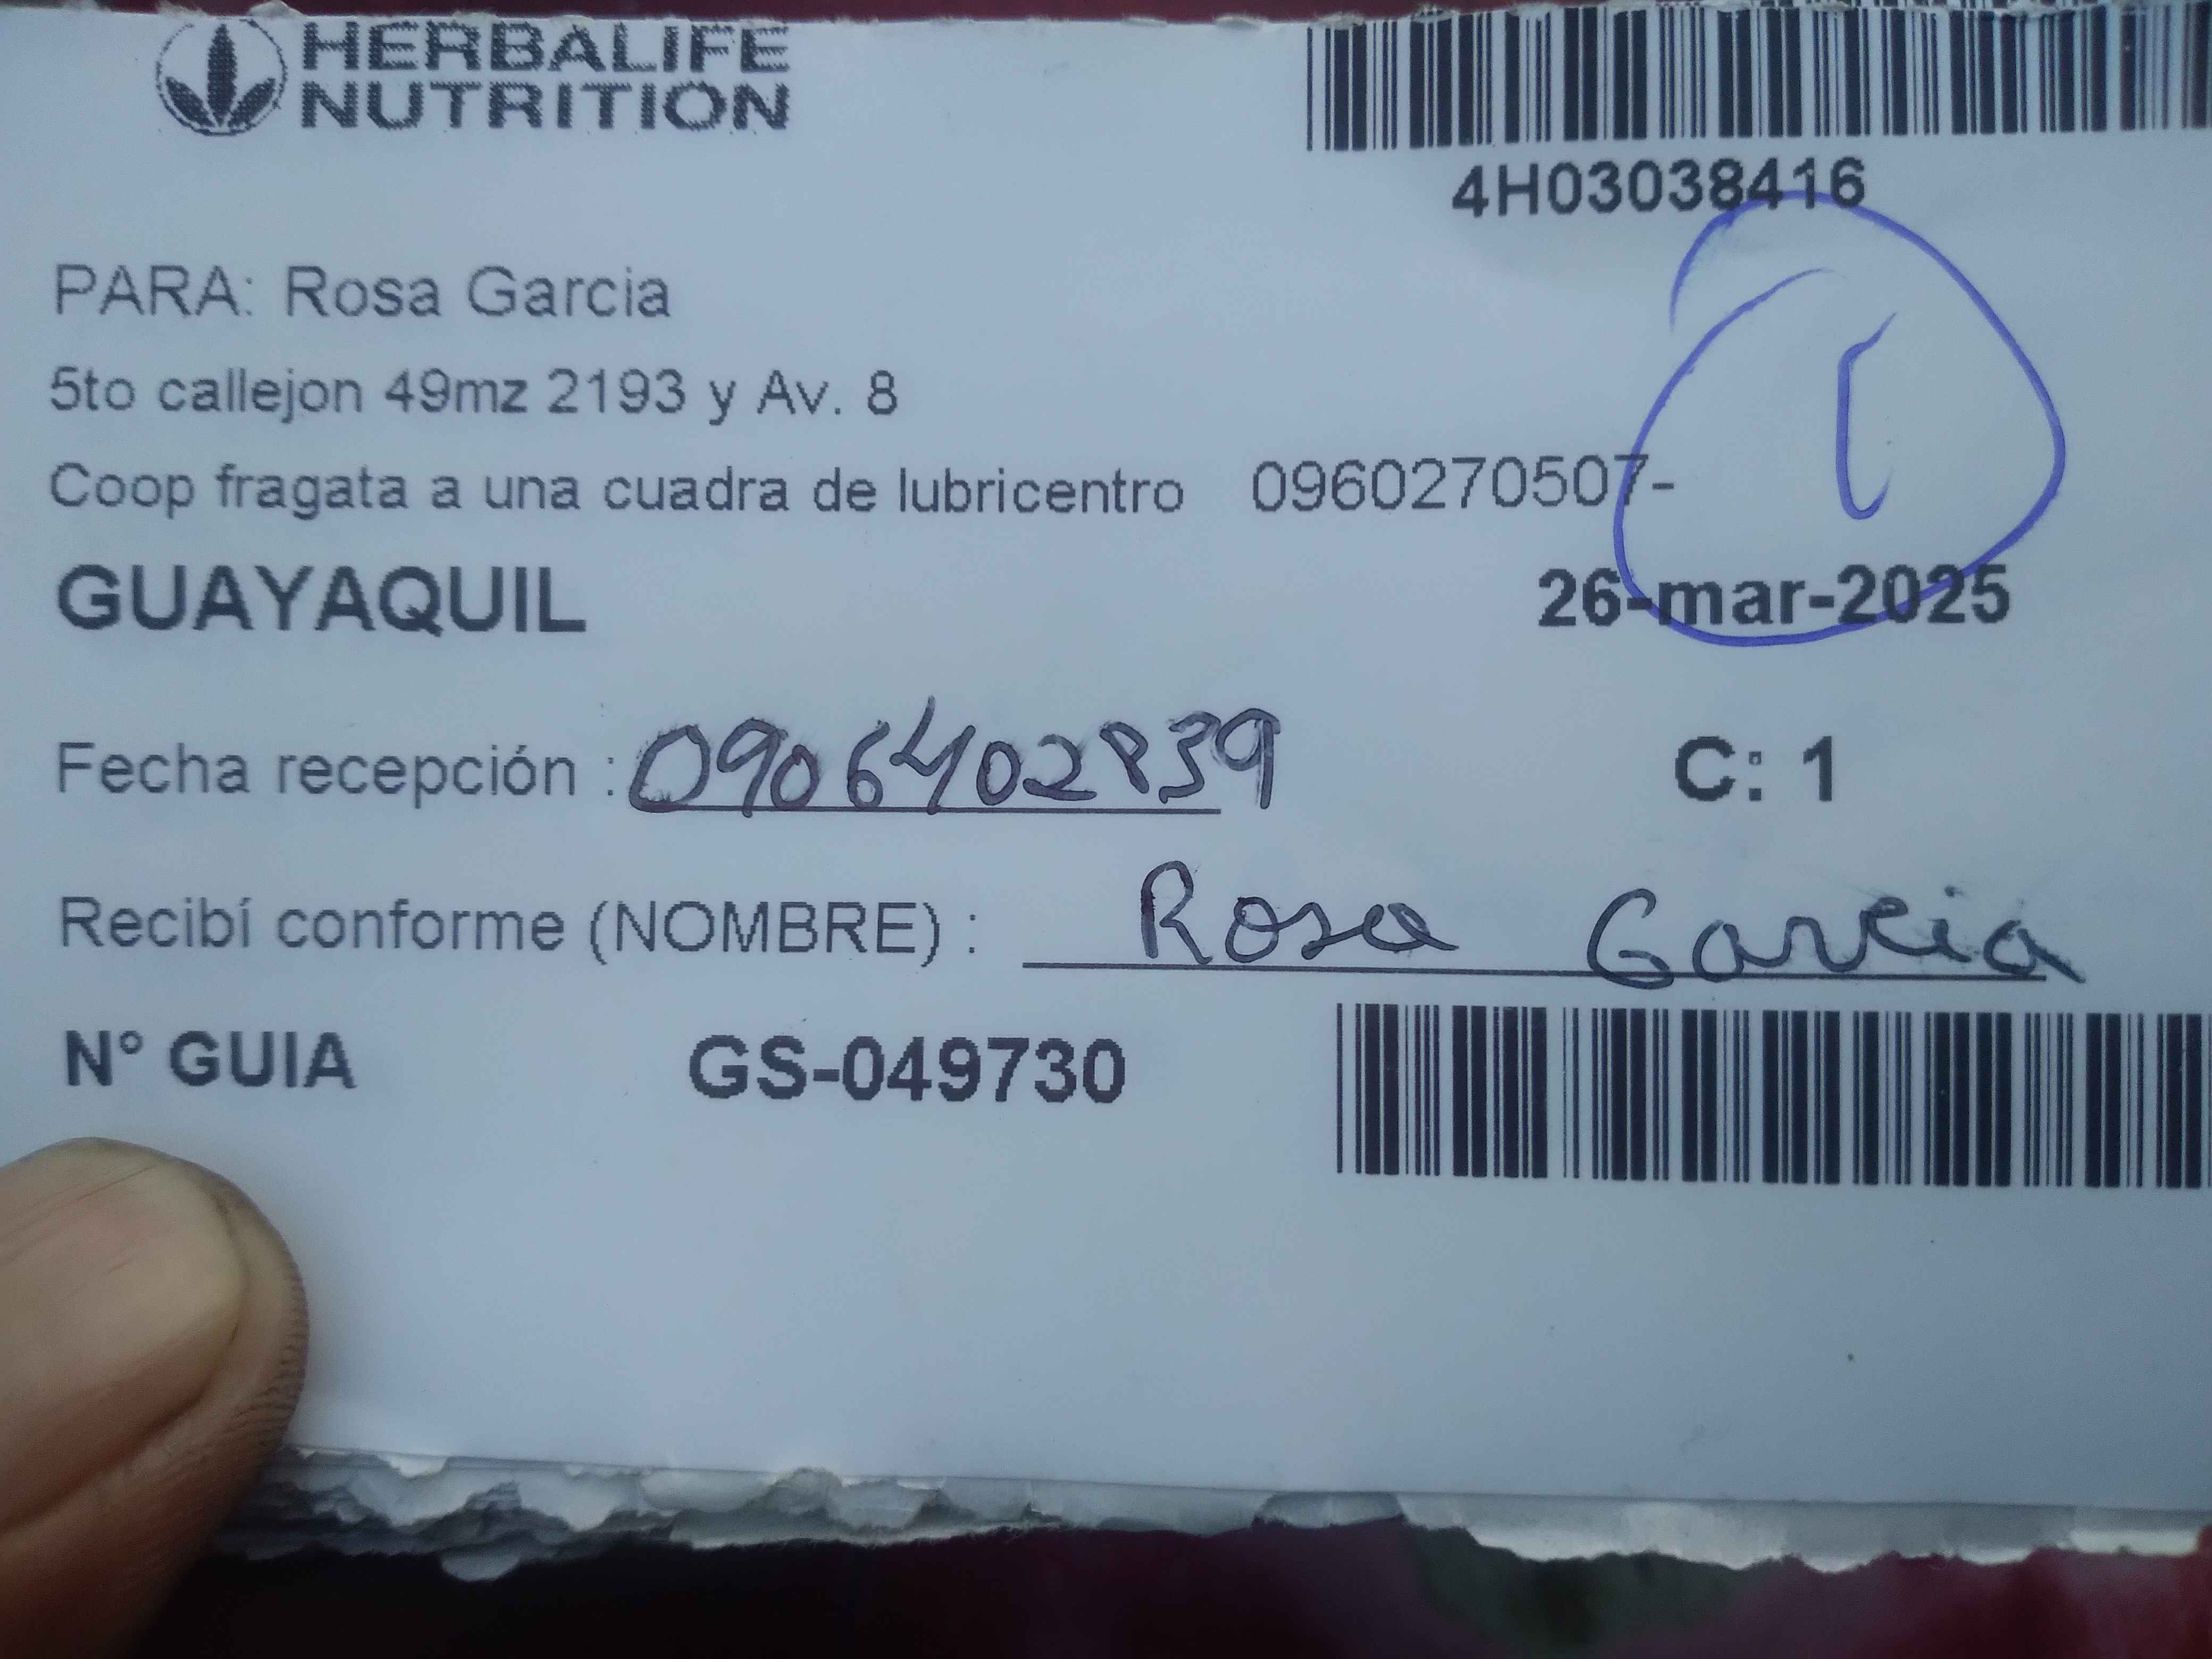 HERBALIFE
NUTRITION
4H03038416
PARA: Rosa Garcia
5to callejon 49mz 2193 y Av. 8
Coop fragata a una cuadra de lubricentro 0960270507-
1
GUAYAQUIL 26-mar-2025
Fecha recepción : 0906402839 C: 1
Recibí conforme (NOMBRE) : Rosa Garcia
N° GUIA GS-049730